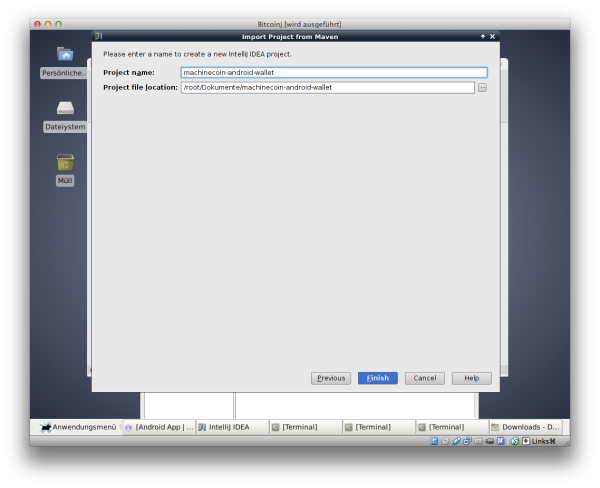 BitcoinJ [wird ausgeführt]
Import Project from Maven
Please enter a name to create a new IntelliJ IDEA project.
Project name: machinecoin-android-wallet
Project file location: /root/Dokumente/machinecoin-android-wallet
Persönliche...
Dateiystem
Müll
Previous Finish Cancel Help
Anwendungsmenü [Android App | ... IntelliJ IDEA [Terminal] [Terminal] [Terminal] Downloads - D...
Links⌘